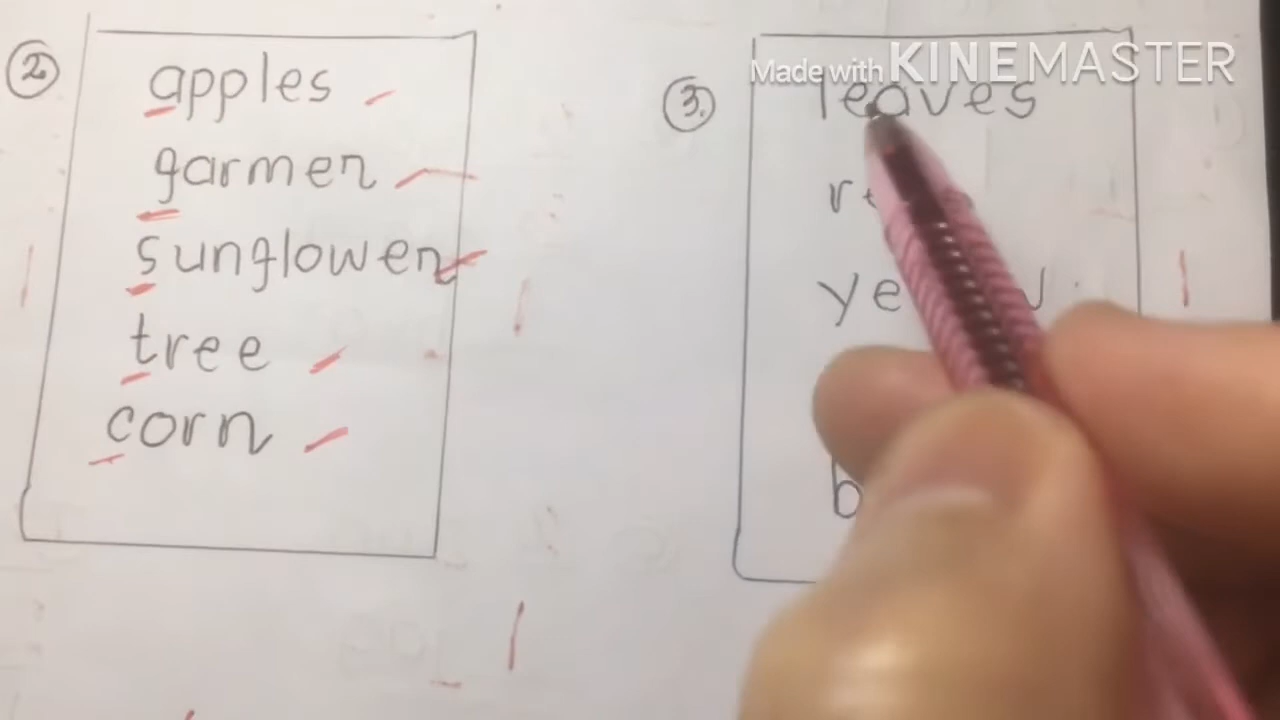 ②
apples
garmer
sunflower
tree
corn
Made with KINEMASTER
③.
leaves